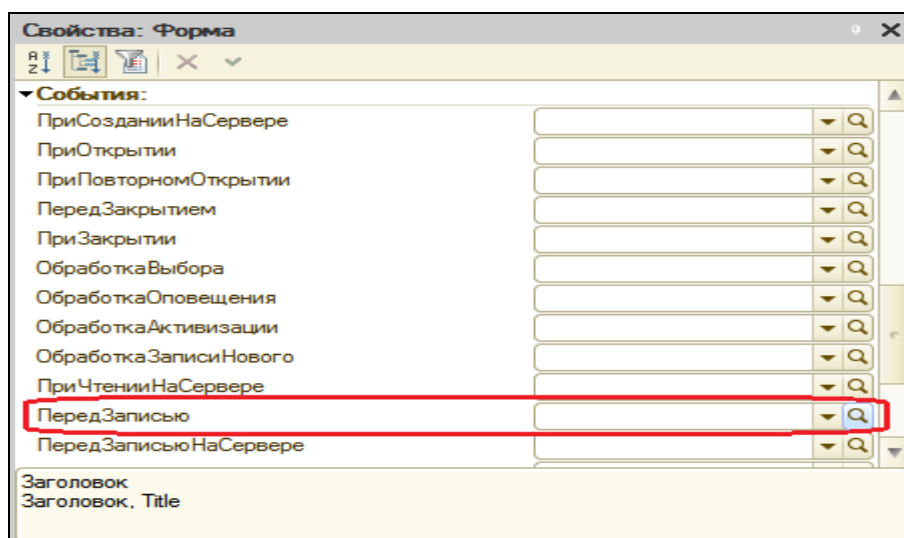 Свойства: Форма
События:
ПриСозданииНаСервере
ПриОткрытии
ПриПовторномОткрытии
ПередЗакрытием
ПриЗакрытии
ОбработкаВыбора
ОбработкаОповещения
ОбработкаАктивизации
ОбработкаЗаписиНового
ПриЧтенииНаСервере
ПередЗаписью
ПередЗаписьюНаСервере
Заголовок
Заголовок, Title